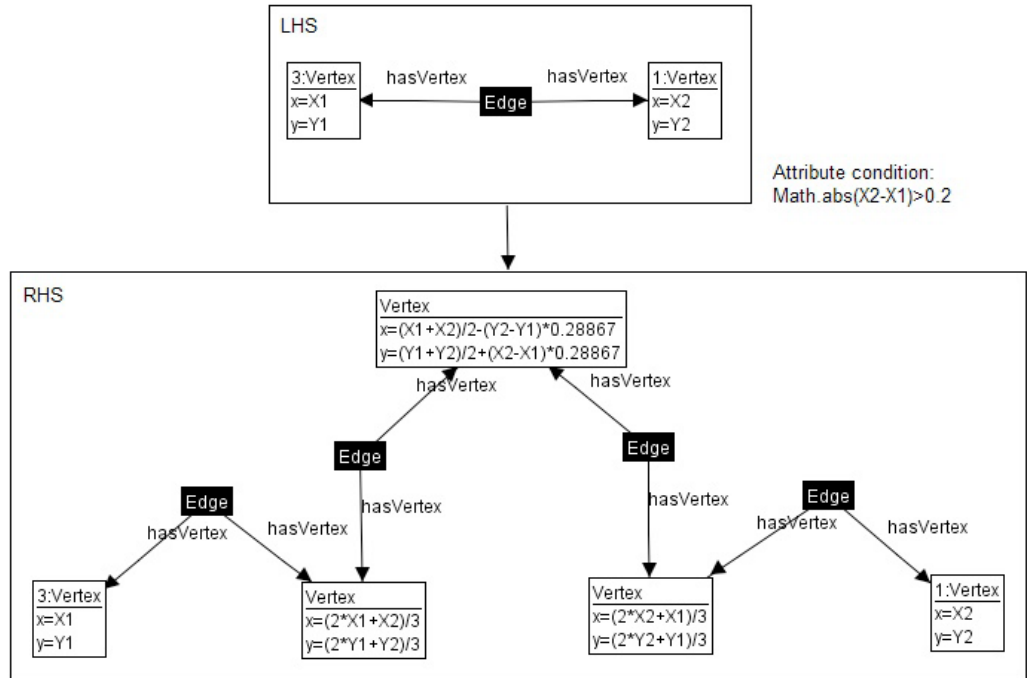 LHS
hasVertex
hasVertex
3:Vertex
x=X1
y=Y1
Edge
1:Vertex
x=X2
y=Y2
Attribute condition:
Math.abs(X2-X1)>0.2
RHS
Vertex
x=(X1+X2)/2-(Y2-Y1)*0.28867
y=(Y1+Y2)/2+(X2-X1)*0.28867
hasVertex
hasVertex
Edge
Edge
Edge
hasVertex
hasVertex
hasVertex
hasVertex
Edge
hasVertex
hasVertex
3:Vertex
x=X1
y=Y1
Vertex
x=(2*X1+X2)/3
y=(2*Y1+Y2)/3
Vertex
x=(2*X2+X1)/3
y=(2*Y2+Y1)/3
1:Vertex
x=X2
y=Y2